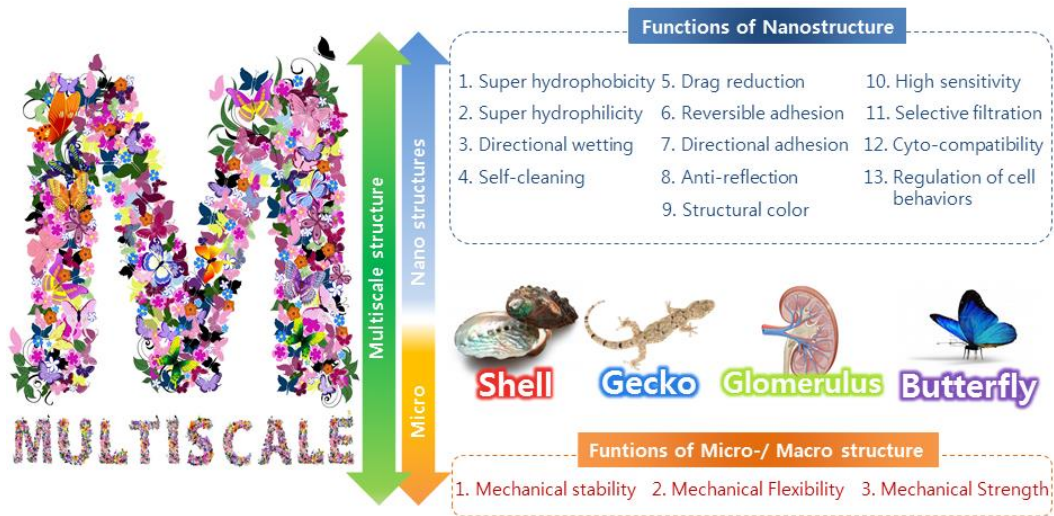 M
MULTISCALE
Multiscale structure
Nano structures
Micro
Functions of Nanostructure
1. Super hydrophobicity
2. Super hydrophilicity
3. Directional wetting
4. Self-cleaning
5. Drag reduction
6. Reversible adhesion
7. Directional adhesion
8. Anti-reflection
9. Structural color
10. High sensitivity
11. Selective filtration
12. Cyto-compatibility
13. Regulation of cell
behaviors
Shell
Gecko
Glomerulus
Butterfly
Funtions of Micro-/ Macro structure
1. Mechanical stability 2. Mechanical Flexibility 3. Mechanical Strength